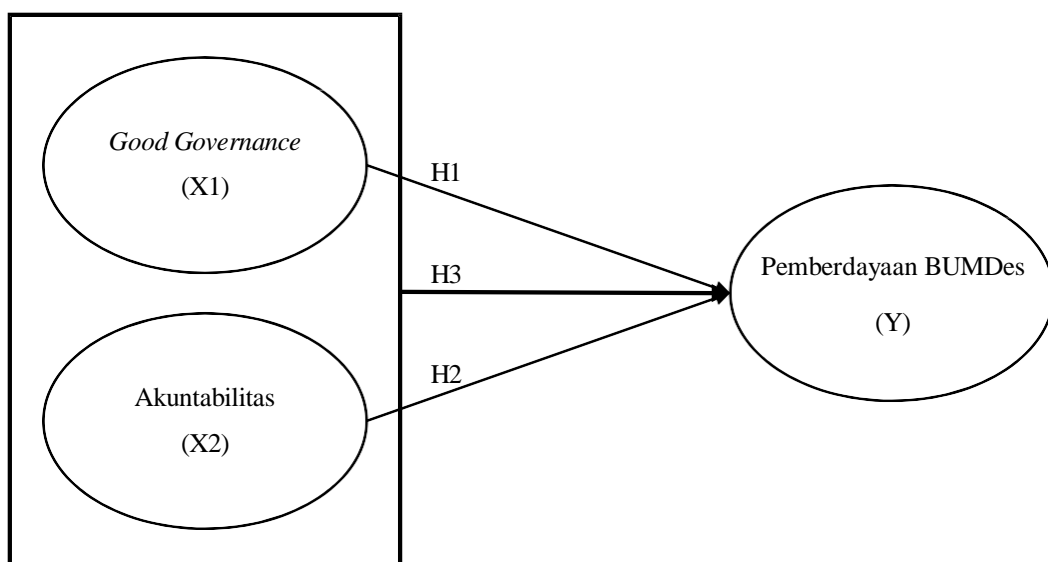 Good Governance
(X1)
H1
Pemberdayaan BUMDes
(Y)
H3
H2
Akuntabilitas
(X2)